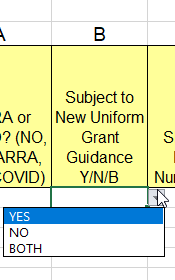 A
B
RA or
D? (NO,
ARRA,
COVID)
Subject to
New Uniform
Grant
Guidance
Y/N/B
S
Num
YES
NO
BOTH